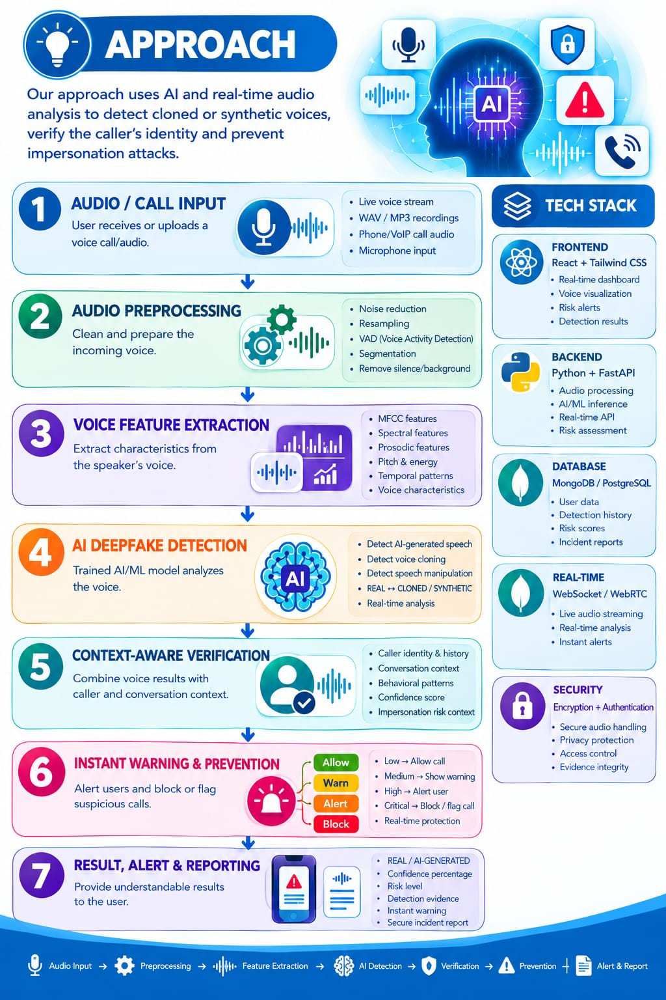 APPROACH
Our approach uses AI and real-time audio
analysis to detect cloned or synthetic voices,
verify the caller's identity and prevent
impersonation attacks.
AI
1
AUDIO / CALL INPUT
User receives or uploads a
voice call/audio.
• Live voice stream
• WAV / MP3 recordings
• Phone/VoIP call audio
• Microphone input
2
AUDIO PREPROCESSING
Clean and prepare the
incoming voice.
• Noise reduction
• Resampling
• VAD (Voice Activity Detection)
• Segmentation
• Remove silence/background
3
VOICE FEATURE EXTRACTION
Extract characteristics from
the speaker's voice.
• MFCC features
• Spectral features
• Prosodic features
• Pitch & energy
• Temporal patterns
• Voice characteristics
4
AI DEEPFAKE DETECTION
Trained AI/ML model analyzes
the voice.
AI
• Detect AI-generated speech
• Detect voice cloning
• Detect speech manipulation
• REAL ↔ CLONED / SYNTHETIC
• Real-time analysis
5
CONTEXT-AWARE VERIFICATION
Combine voice results with
caller and conversation context.
• Caller identity & history
• Conversation context
• Behavioral patterns
• Confidence score
• Impersonation risk context
6
INSTANT WARNING & PREVENTION
Alert users and block or flag
suspicious calls.
Allow
Warn
Alert
Block
• Low → Allow call
• Medium → Show warning
• High → Alert user
• Critical → Block / flag call
• Real-time protection
7
RESULT, ALERT & REPORTING
Provide understandable results
to the user.
• REAL / AI-GENERATED
• Confidence percentage
• Risk level
• Detection evidence
• Instant warning
• Secure incident report
TECH STACK
FRONTEND
React + Tailwind CSS
• Real-time dashboard
• Voice visualization
• Risk alerts
• Detection results
BACKEND
Python + FastAPI
• Audio processing
• AI/ML inference
• Real-time API
• Risk assessment
DATABASE
MongoDB / PostgreSQL
• User data
• Detection history
• Risk scores
• Incident reports
REAL-TIME
WebSocket / WebRTC
• Live audio streaming
• Real-time analysis
• Instant alerts
SECURITY
Encryption + Authentication
• Secure audio handling
• Privacy protection
• Access control
• Evidence integrity
Audio Input → Preprocessing → Feature Extraction → AI Detection → Verification → Prevention Alert & Report